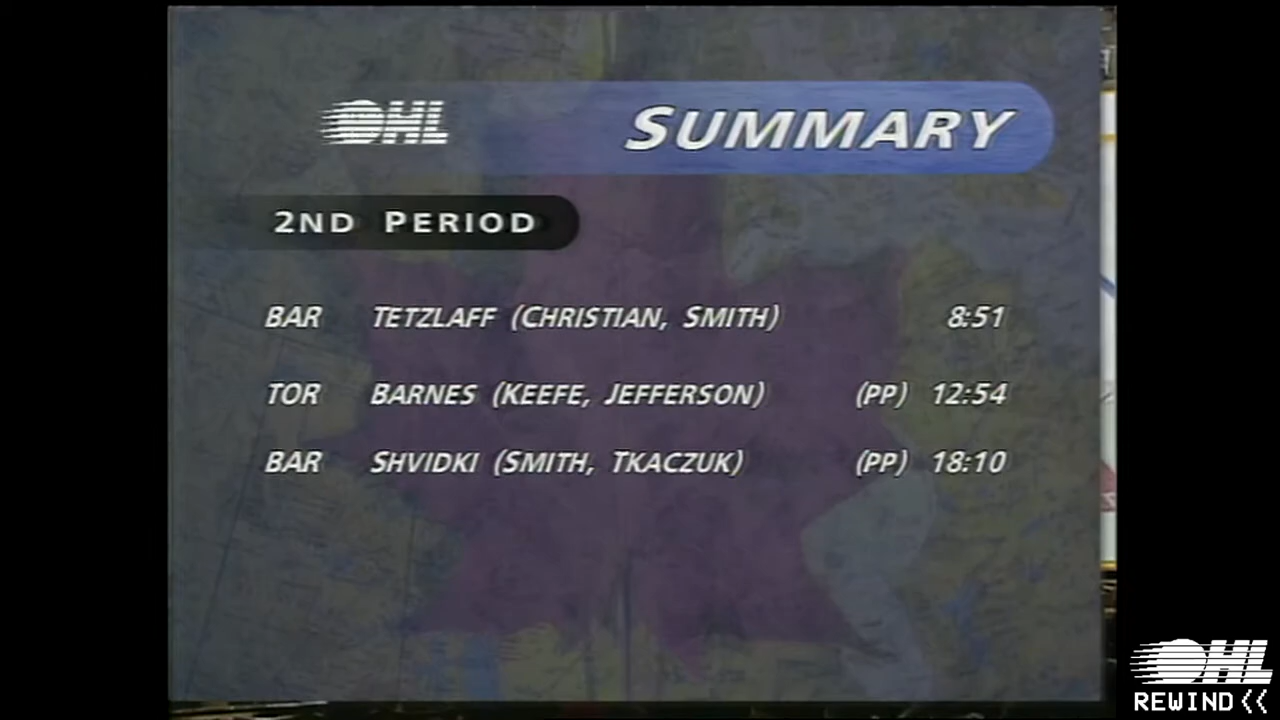 OHL SUMMARY
2ND PERIOD
BAR TETZLAFF (CHRISTIAN, SMITH) 8:51
TOR BARNES (KEEFE, JEFFERSON) (PP) 12:54
BAR SHVIDKI (SMITH, TKACZUK) (PP) 18:10
OHL
REWIND